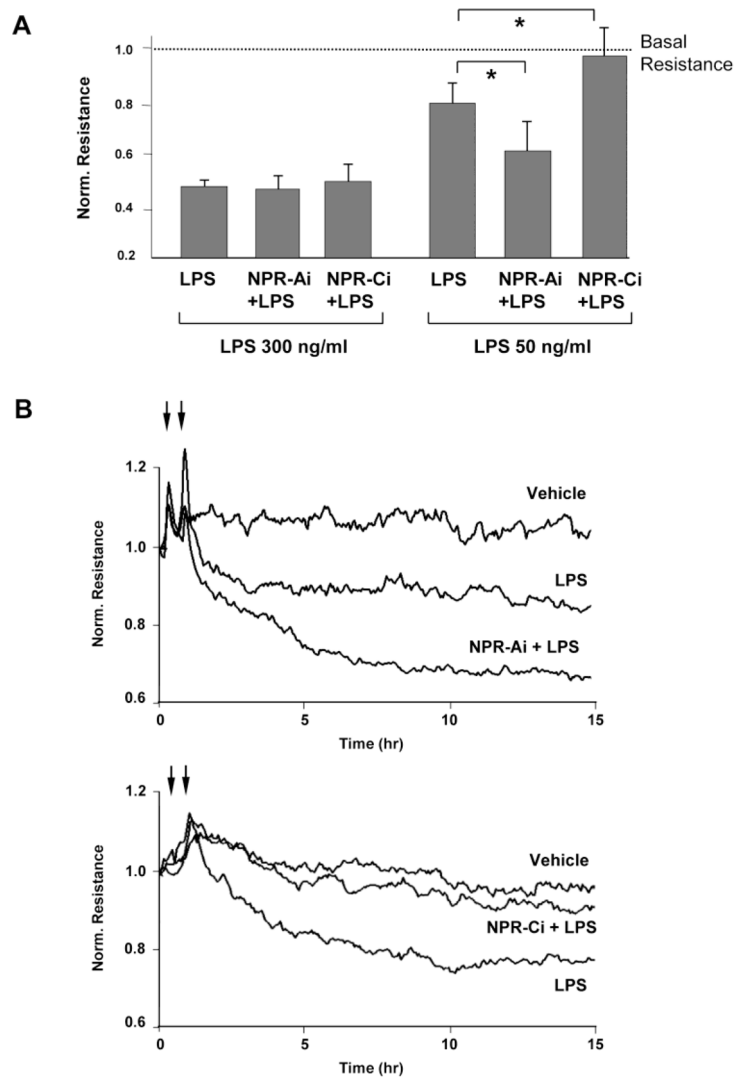 A
*
1.0
Basal
Resistance
*
0.8
Norm. Resistance
0.6
0.4
0.2
LPS NPR-Ai NPR-Ci LPS NPR-Ai NPR-Ci
+LPS +LPS +LPS +LPS
LPS 300 ng/ml LPS 50 ng/ml
B
1.2
Vehicle
1.0
LPS
Norm. Resistance
0.8
NPR-Ai + LPS
0.6
0 5 10 15
Time (hr)
1.2
Vehicle
1.0
NPR-Ci + LPS
Norm. Resistance
0.8
LPS
0.6
0 5 10 15
Time (hr)